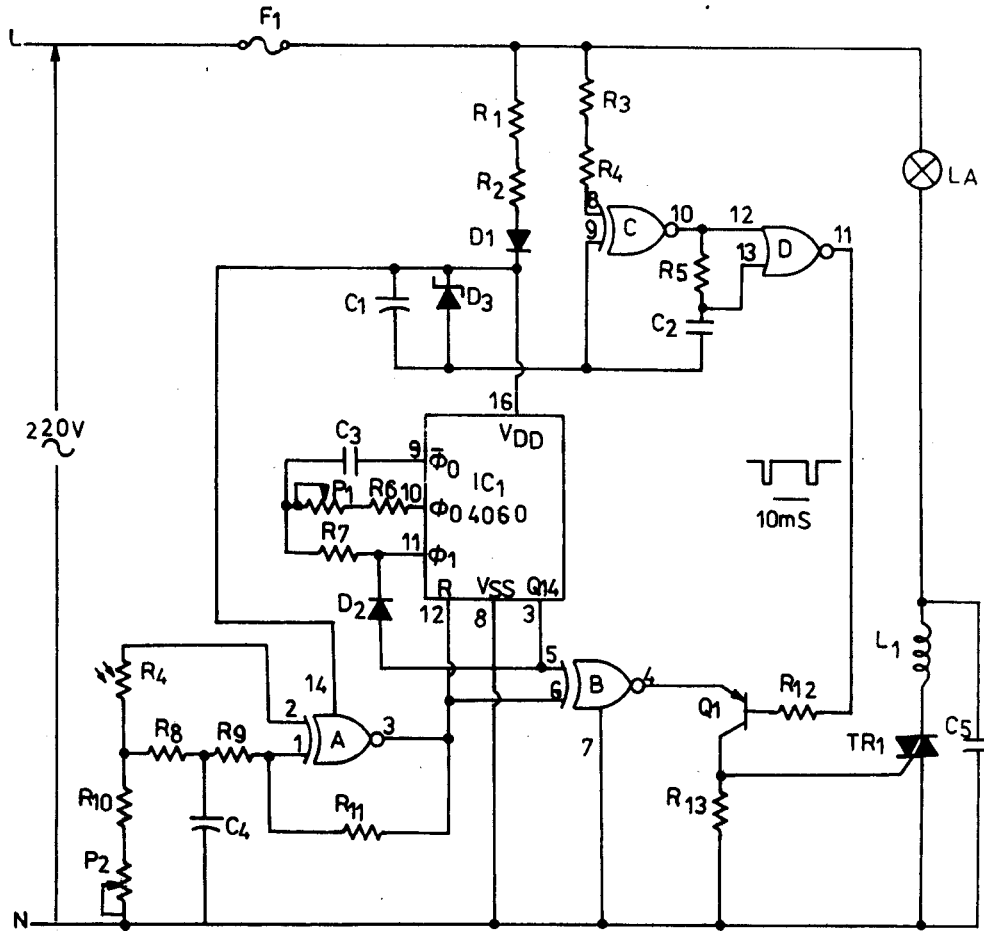 F1
L
R1
R3
R2
R4
LA
8
9
C
10
12
13
D
11
D1
R5
C1
D3
C2
220V
16
VDD
C3
9
Φ̅0
IC1
P1
R6
10
Φ0
4060
R7
11
Φ1
10mS
D2
R
VSS
Q14
12
8
3
L1
R4
14
5
6
B
4
R12
2
Q1
R8
R9
1
A
3
7
TR1
C5
R10
R13
C4
R11
P2
N